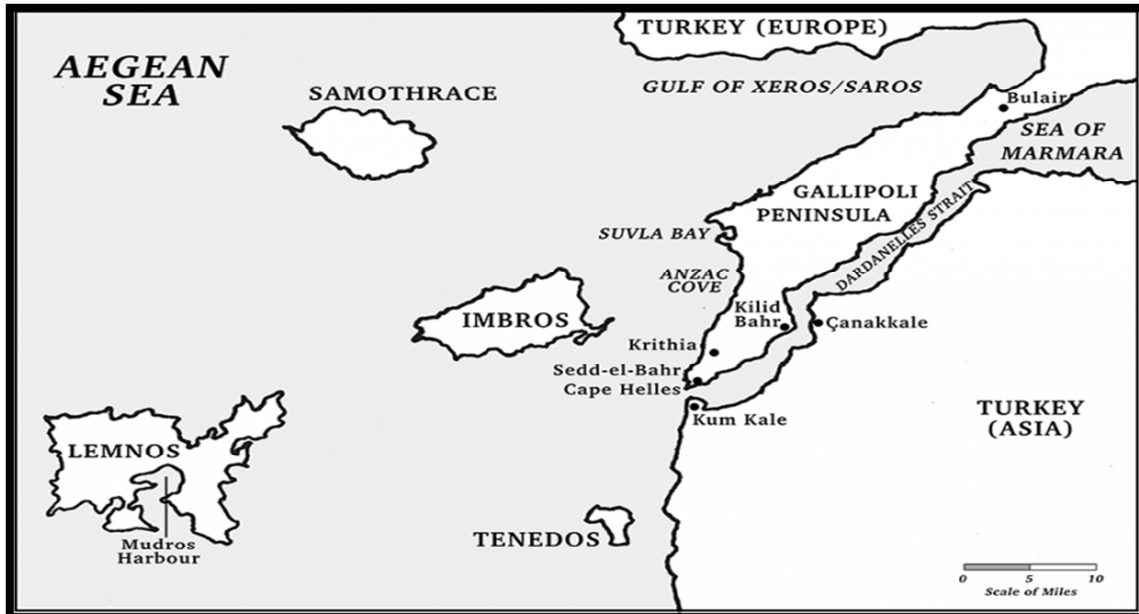 TURKEY (EUROPE)
AEGEAN
SEA
GULF OF XEROS/SAROS
SAMOTHRACE
Bulair
SEA OF
MARMARA
GALLIPOLI
PENINSULA
DARDANELLES STRAIT
SUVLA BAY
ANZAC
COVE
IMBROS
Kilid
Bahr
Çanakkale
Krithia
Sedd-el-Bahr
Cape Helles
Kum Kale
TURKEY
(ASIA)
LEMNOS
Mudros
Harbour
TENEDOS
0 5 10
Scale of Miles